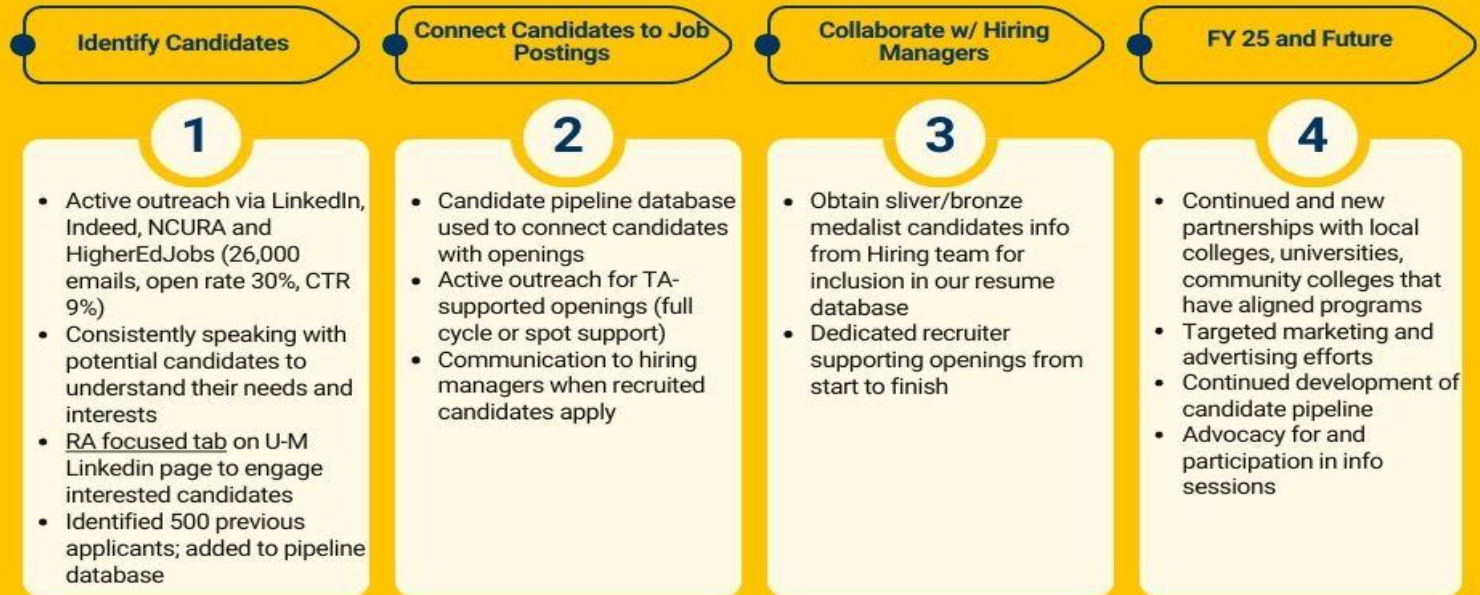 Identify Candidates
Connect Candidates to Job
Postings
Collaborate w/ Hiring
Managers
FY 25 and Future
1
• Active outreach via LinkedIn,
Indeed, NCURA and
HigherEdJobs (26,000
emails, open rate 30%, CTR
9%)
• Consistently speaking with
potential candidates to
understand their needs and
interests
• RA focused tab on U-M
Linkedin page to engage
interested candidates
• Identified 500 previous
applicants; added to pipeline
database
2
• Candidate pipeline database
used to connect candidates
with openings
• Active outreach for TA-
supported openings (full
cycle or spot support)
• Communication to hiring
managers when recruited
candidates apply
3
• Obtain sliver/bronze
medalist candidates info
from Hiring team for
inclusion in our resume
database
• Dedicated recruiter
supporting openings from
start to finish
4
• Continued and new
partnerships with local
colleges, universities,
community colleges that
have aligned programs
• Targeted marketing and
advertising efforts
• Continued development of
candidate pipeline
• Advocacy for and
participation in info
sessions